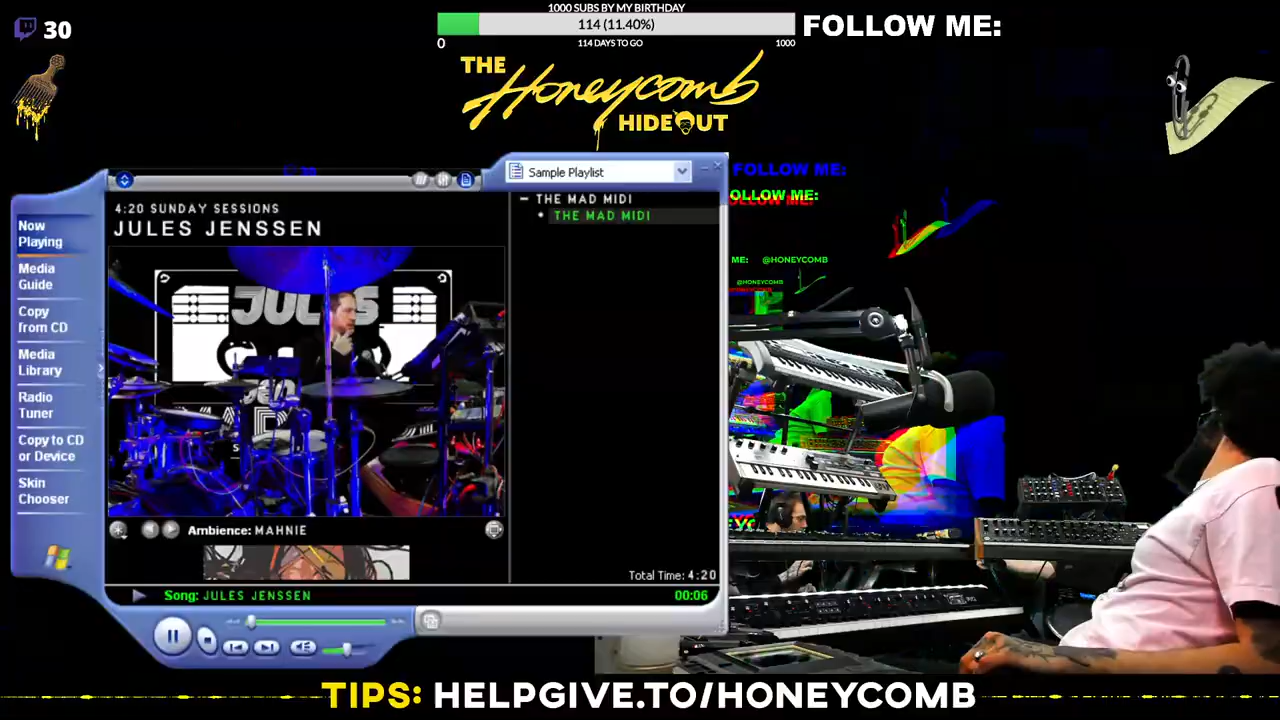 30
1000 SUBS BY MY BIRTHDAY
114 (11.40%)
0
114 DAYS TO GO
1000
FOLLOW ME:
THE
Honeycomb
HIDEOUT
Sample Playlist
FOLLOW ME:
FOLLOW ME:
ME: @HONEYCOMB
@HONEYCOMB
THE MAD MIDI
THE MAD MIDI
4:20 SUNDAY SESSIONS
JULES JENSSEN
Now
Playing
Media
Guide
Copy
from CD
Media
Library
Radio
Tuner
Copy to CD
or Device
Skin
Chooser
JULES
Ambience: MAHNIE
Total Time: 4:20
Song: JULES JENSSEN
00:06
TIPS: HELPGIVE.TO/HONEYCOMB